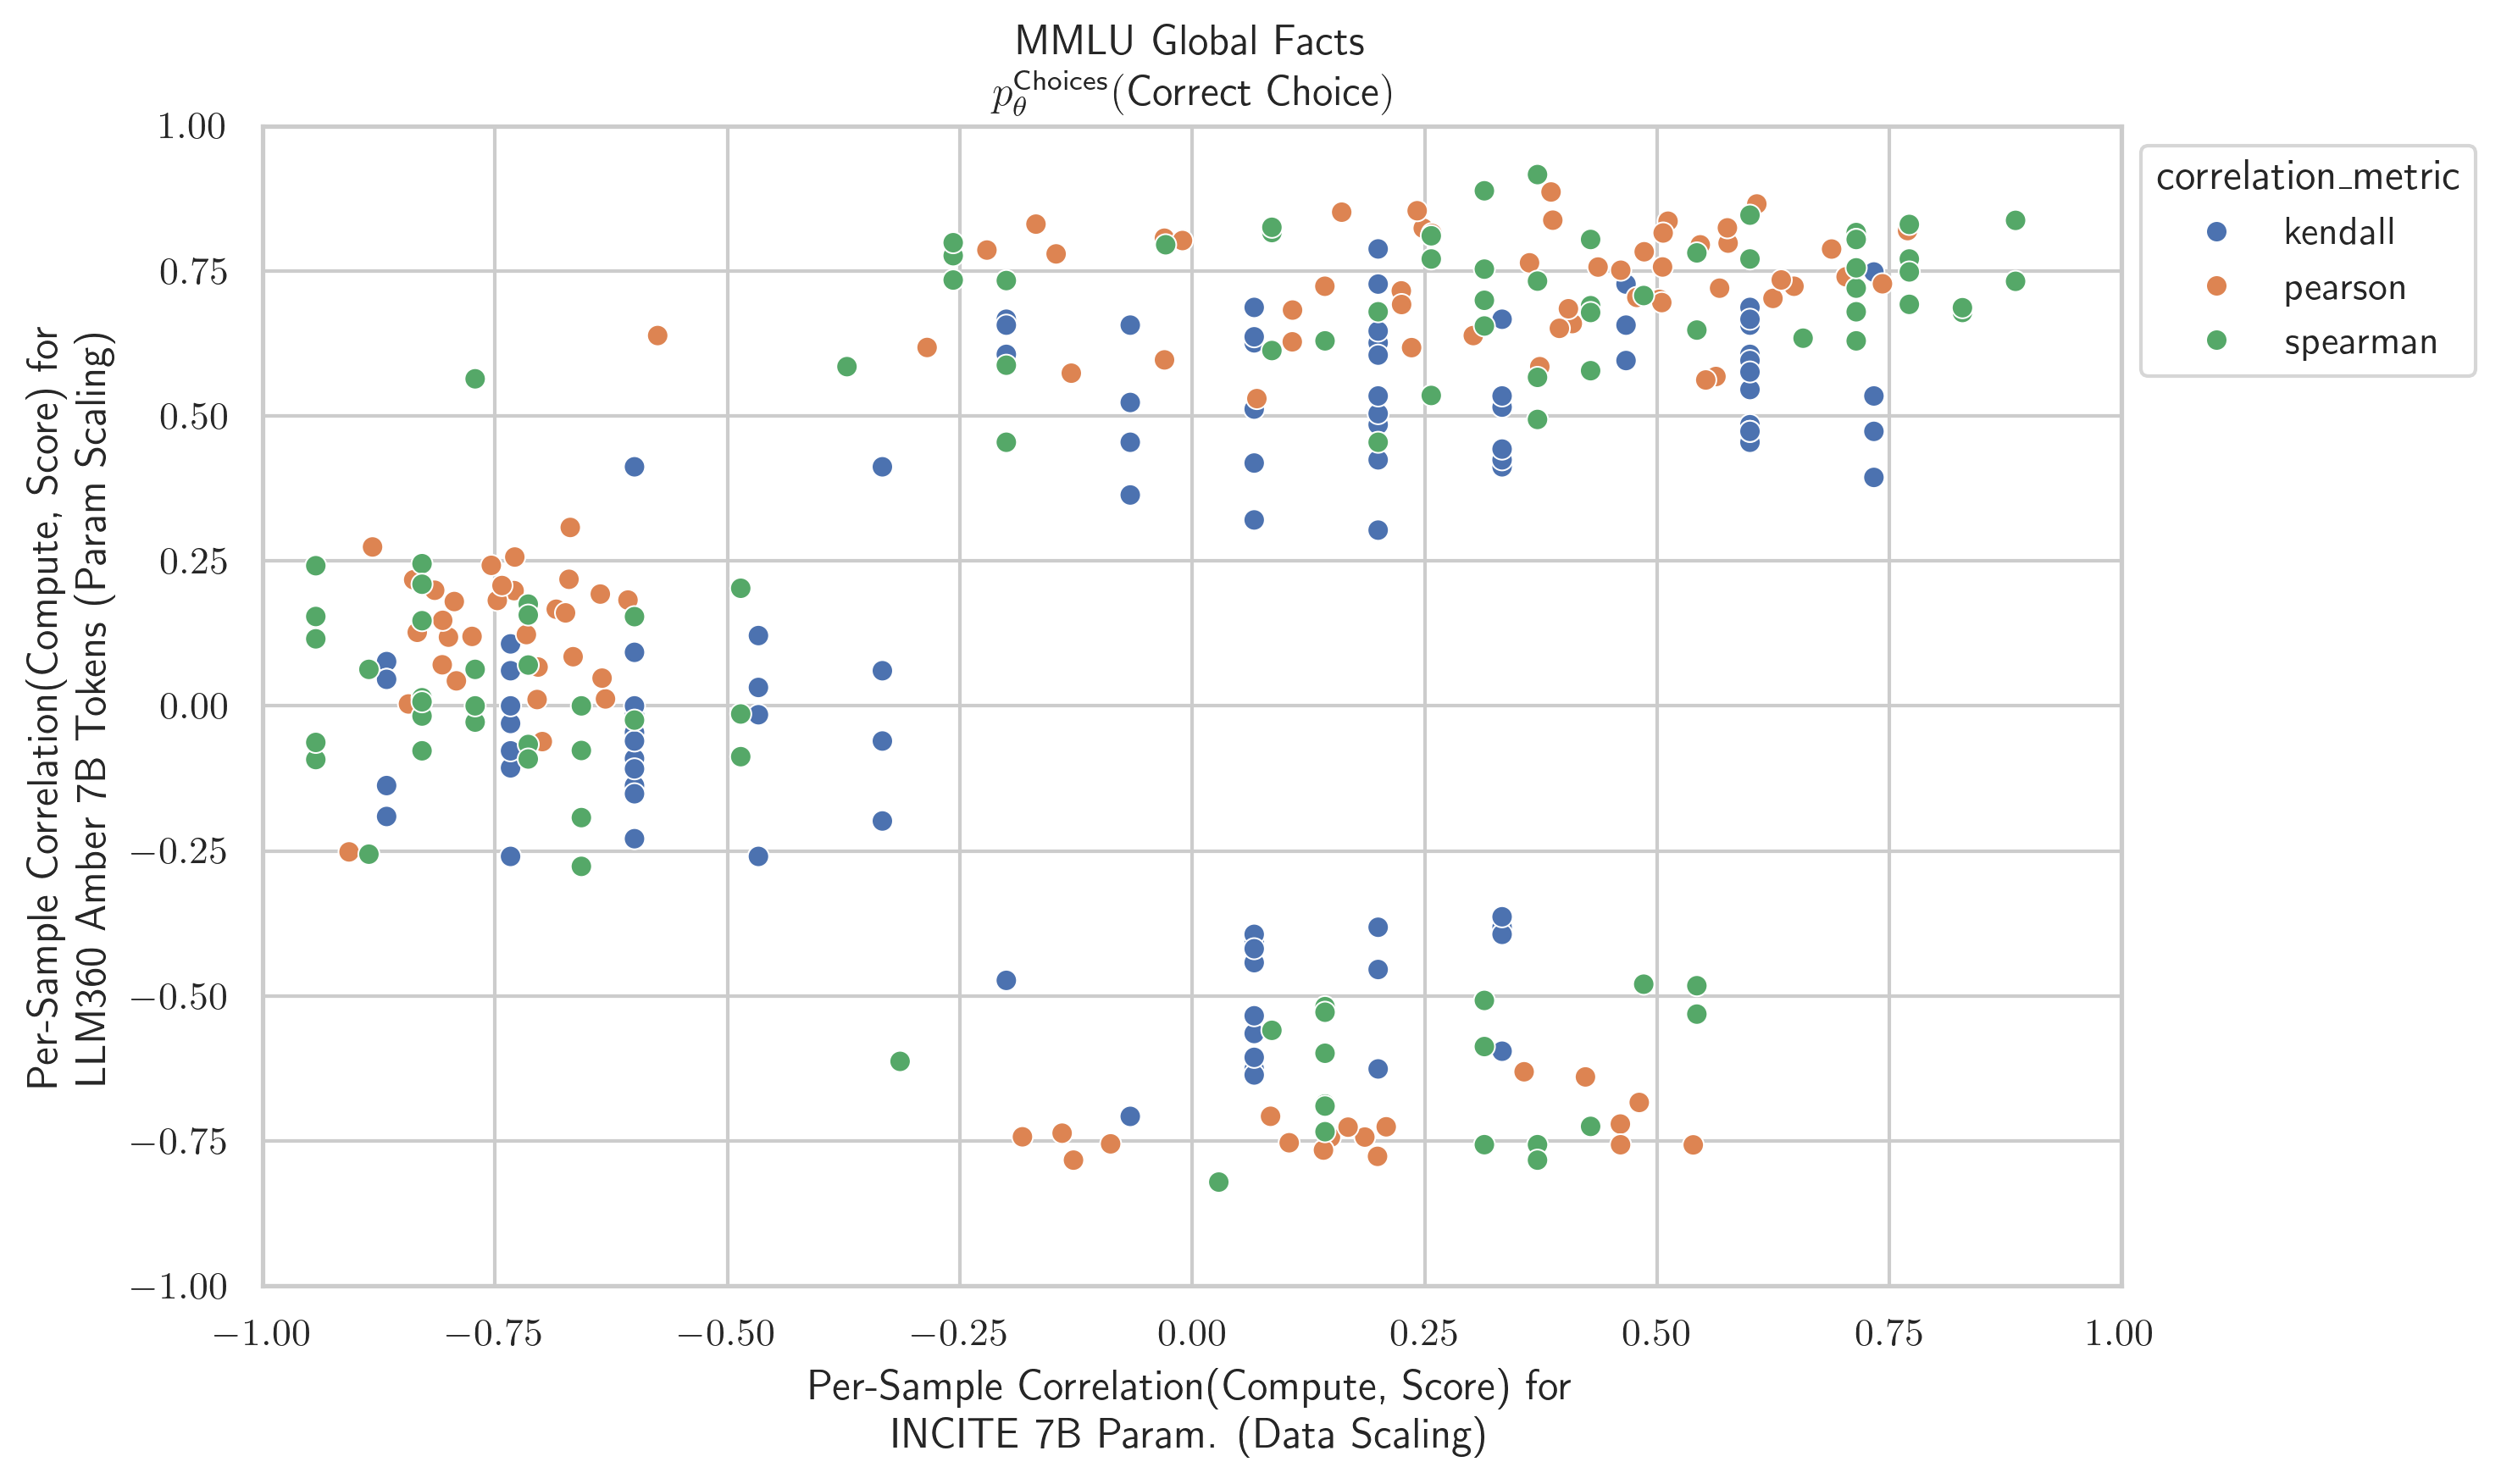 MMLU Global Facts
p_θ^Choices(Correct Choice)
1.00
0.75
0.50
0.25
0.00
−0.25
−0.50
−0.75
−1.00
Per-Sample Correlation(Compute, Score) for
LLM360 Amber 7B Tokens (Param Scaling)
−1.00
−0.75
−0.50
−0.25
0.00
0.25
0.50
0.75
1.00
Per-Sample Correlation(Compute, Score) for
INCITE 7B Param. (Data Scaling)
correlation_metric
kendall
pearson
spearman